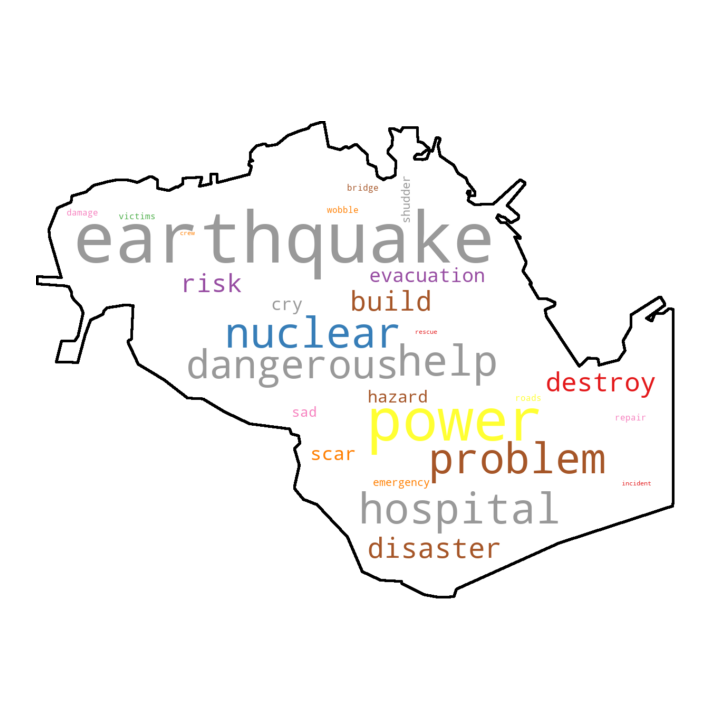 bridge
shudder
damage
victims
wobble
crew
earthquake
risk
evacuation
cry
build
nuclear
rescue
dangerous
help
destroy
hazard
roads
sad
power
repair
scar
problem
emergency
incident
hospital
disaster